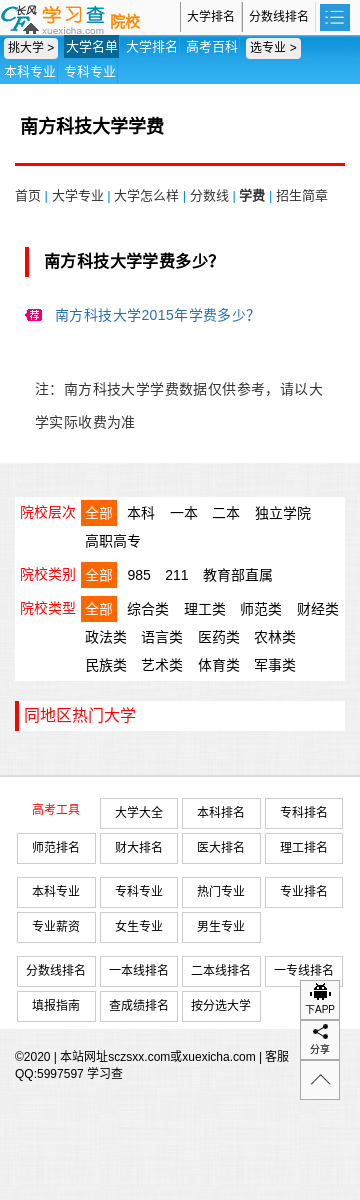 长风 学习查 院校 大学排名 分数线排名
xuexicha.com
挑大学 > 大学名单 大学排名 高考百科 选专业 >
本科专业 专科专业
南方科技大学学费
首页 | 大学专业 | 大学怎么样 | 分数线 | 学费 | 招生简章
南方科技大学学费多少?
荐 南方科技大学2015年学费多少?
注：南方科技大学学费数据仅供参考，请以大
学实际收费为准
院校层次 全部 本科 一本 二本 独立学院
高职高专
院校类别 全部 985 211 教育部直属
院校类型 全部 综合类 理工类 师范类 财经类
政法类 语言类 医药类 农林类
民族类 艺术类 体育类 军事类
同地区热门大学
高考工具 大学大全 本科排名 专科排名
师范排名 财大排名 医大排名 理工排名
本科专业 专科专业 热门专业 专业排名
专业薪资 女生专业 男生专业
分数线排名 一本线排名 二本线排名 一专线排名
填报指南 查成绩排名 按分选大学
下APP
分享
©2020 | 本站网址sczsxx.com或xuexicha.com | 客服
QQ:5997597 学习查